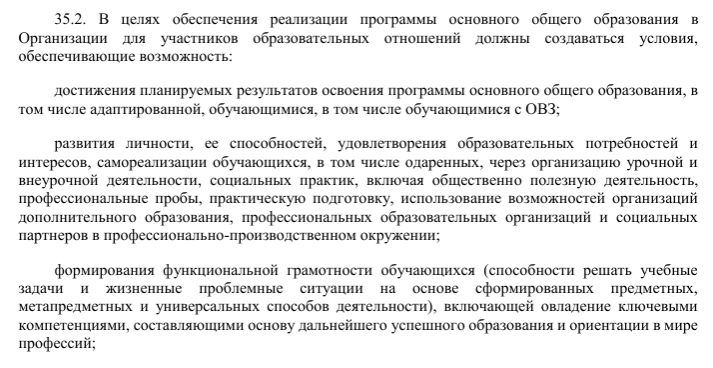 35.2. В целях обеспечения реализации программы основного общего образования в
Организации для участников образовательных отношений должны создаваться условия,
обеспечивающие возможность:
достижения планируемых результатов освоения программы основного общего образования, в
том числе адаптированной, обучающимися, в том числе обучающимися с ОВЗ;
развития личности, ее способностей, удовлетворения образовательных потребностей и
интересов, самореализации обучающихся, в том числе одаренных, через организацию урочной и
внеурочной деятельности, социальных практик, включая общественно полезную деятельность,
профессиональные пробы, практическую подготовку, использование возможностей организаций
дополнительного образования, профессиональных образовательных организаций и социальных
партнеров в профессионально-производственном окружении;
формирования функциональной грамотности обучающихся (способности решать учебные
задачи и жизненные проблемные ситуации на основе сформированных предметных,
метапредметных и универсальных способов деятельности), включающей овладение ключевыми
компетенциями, составляющими основу дальнейшего успешного образования и ориентации в мире
профессий;